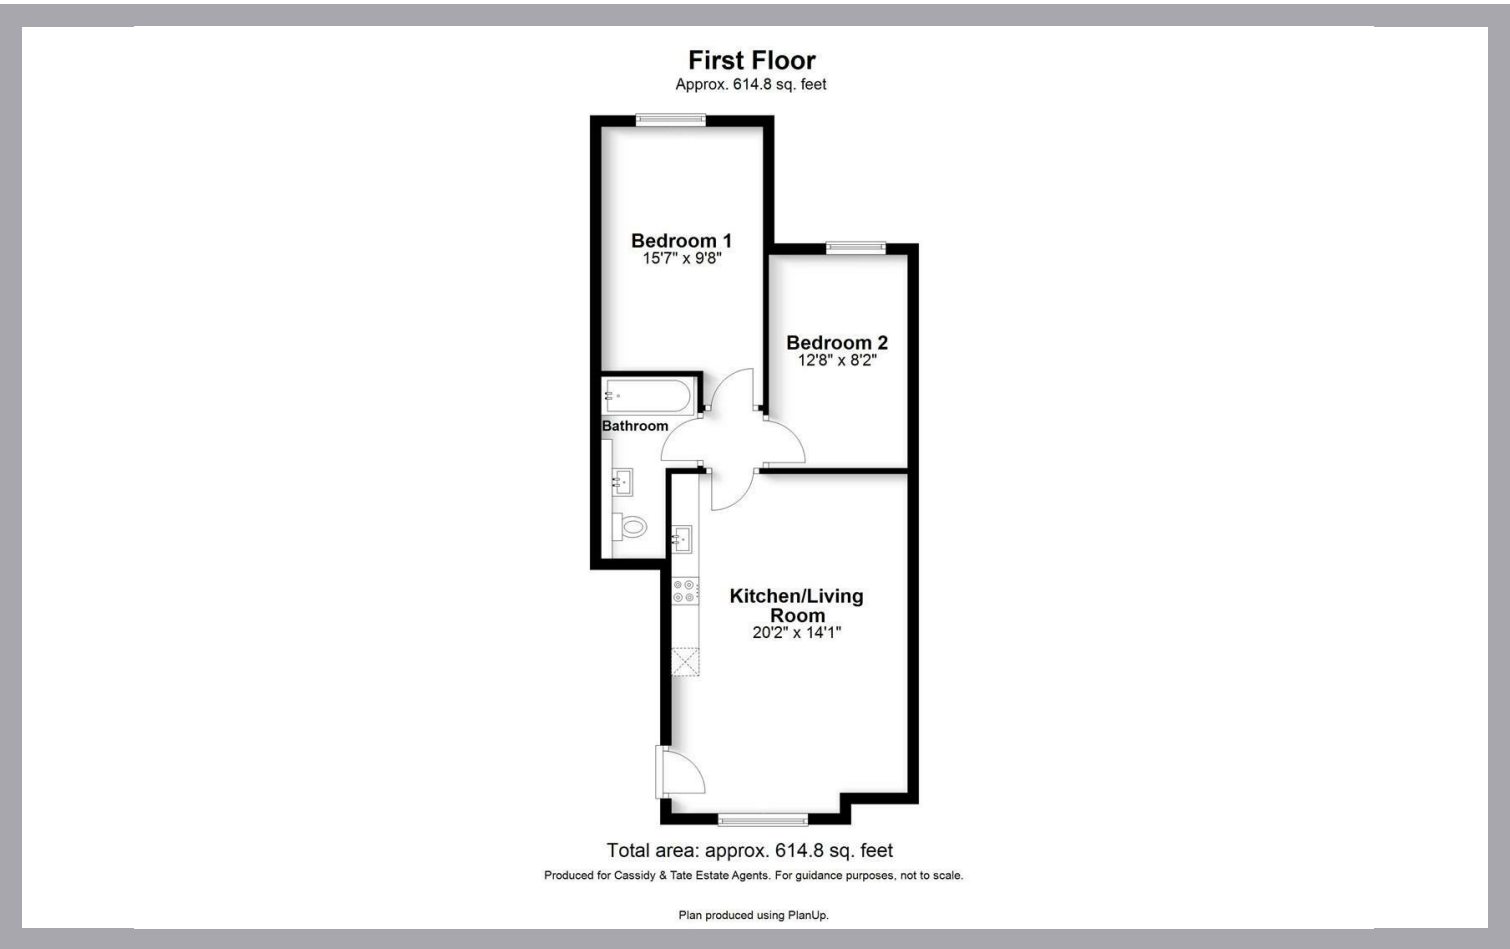 First Floor
Approx. 614.8 sq. feet
Bedroom 1
15'7" x 9'8"
Bedroom 2
12'8" x 8'2"
Bathroom
Kitchen/Living
Room
20'2" x 14'1"
Total area: approx. 614.8 sq. feet
Produced for Cassidy & Tate Estate Agents. For guidance purposes, not to scale.
Plan produced using PlanUp.